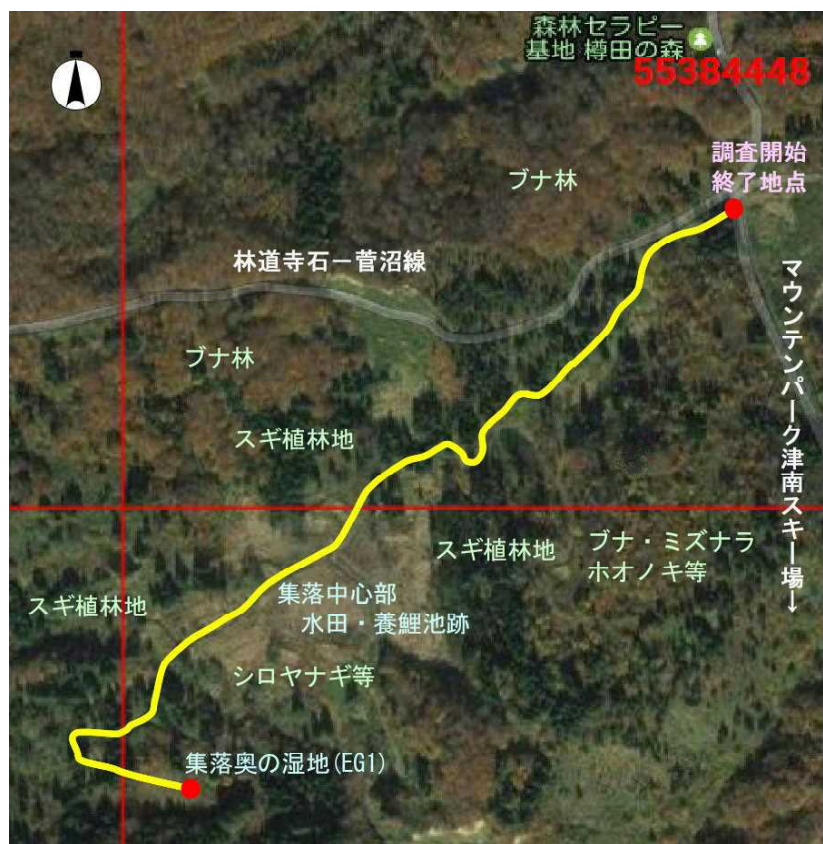 森林セラピー
基地 樽田の森
55384448
調査開始
終了地点
ブナ林
林道寺石－菅沼線
マウンテンパーク津南スキー場↓
ブナ林
スギ植林地
スギ植林地
ブナ・ミズナラ
ホオノキ等
集落中心部
水田・養鯉池跡
スギ植林地
シロヤナギ等
集落奥の湿地(EG1)